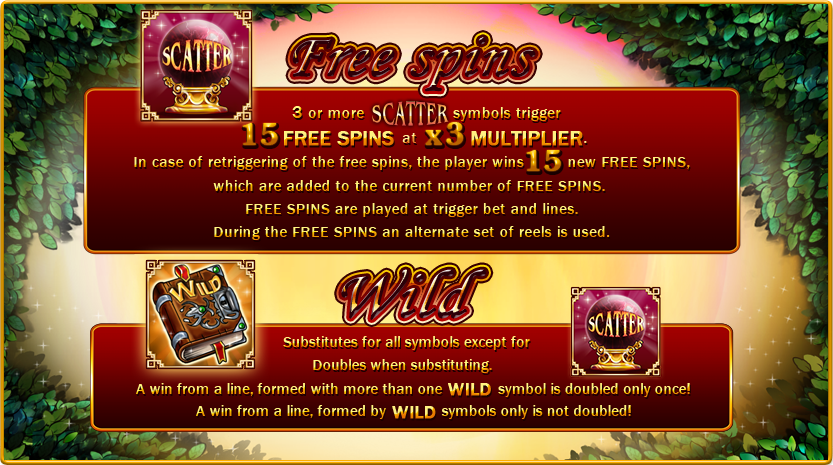 SCATTER
Free spins
3 or more SCATTER symbols trigger
15 FREE SPINS at x3 MULTIPLIER.
In case of retriggering of the free spins, the player wins 15 new FREE SPINS,
which are added to the current number of FREE SPINS.
FREE SPINS are played at trigger bet and lines.
During the FREE SPINS an alternate set of reels is used.
WILD
Wild
Substitutes for all symbols except for
SCATTER
Doubles when substituting.
A win from a line, formed with more than one WILD symbol is doubled only once!
A win from a line, formed by WILD symbols only is not doubled!